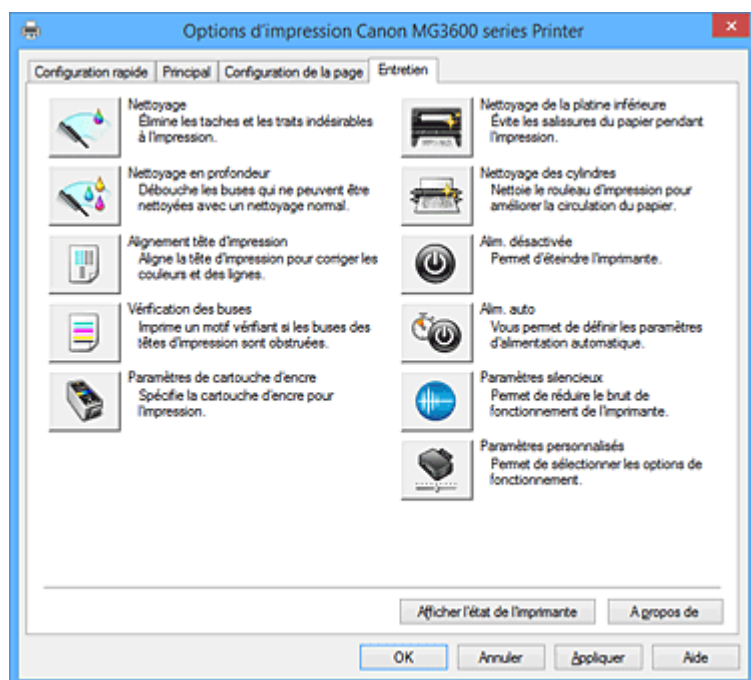 Options d'impression Canon MG3600 series Printer
Configuration rapide
Principal
Configuration de la page
Entretien
Nettoyage
Élimine les taches et les traits indésirables
à l'impression.
Nettoyage en profondeur
Débouche les buses qui ne peuvent être
nettoyées avec un nettoyage normal.
Alignement tête d'impression
Aligne la tête d'impression pour corriger les
couleurs et des lignes.
Vérification des buses
Imprime un motif vérifiant si les buses des
têtes d'impression sont obstruées.
Paramètres de cartouche d'encre
Spécifie la cartouche d'encre pour
l'impression.
Nettoyage de la platine inférieure
Évite les salissures du papier pendant
l'impression.
Nettoyage des cylindres
Nettoie le rouleau d'impression pour
améliorer la circulation du papier.
Alim. désactivée
Permet d'éteindre l'imprimante.
Alim. auto
Vous permet de définir les paramètres
d'alimentation automatique.
Paramètres silencieux
Permet de réduire le bruit de
fonctionnement de l'imprimante.
Paramètres personnalisés
Permet de sélectionner les options de
fonctionnement.
Afficher l'état de l'imprimante
A propos de
OK
Annuler
Appliquer
Aide